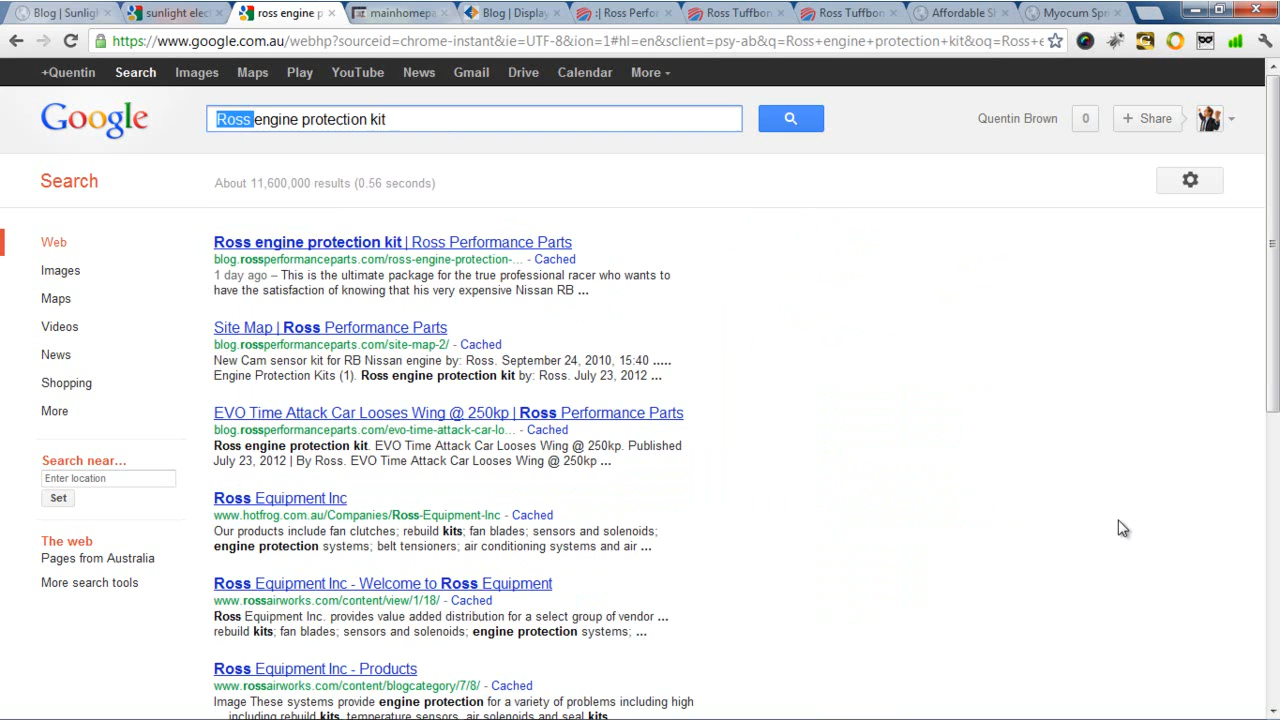 Blog | Sunligh
sunlight elect
ross engine p
mainhomepa
Blog | Displa
:| Ross Perfor
Ross Tuffbon
Ross Tuffbon
Affordable Sh
Myocum Spr
https://www.google.com.au/webhp?sourceid=chrome-instant&ie=UTF-8&ion=1#hl=en&sclient=psy-ab&q=Ross+engine+protection+kit&oq=Ross+e
+Quentin Search Images Maps Play YouTube News Gmail Drive Calendar More
Google
Ross engine protection kit
Quentin Brown 0 + Share
Search
About 11,600,000 results (0.56 seconds)
Web
Images
Maps
Videos
News
Shopping
More
Search near...
Enter location
Set
The web
Pages from Australia
More search tools
Ross engine protection kit | Ross Performance Parts
blog.rossperformanceparts.com/ross-engine-protection-... - Cached
1 day ago – This is the ultimate package for the true professional racer who wants to
have the satisfaction of knowing that his very expensive Nissan RB ...
Site Map | Ross Performance Parts
blog.rossperformanceparts.com/site-map-2/ - Cached
New Cam sensor kit for RB Nissan engine by: Ross. September 24, 2010, 15:40 .....
Engine Protection Kits (1). Ross engine protection kit by: Ross. July 23, 2012 ...
EVO Time Attack Car Looses Wing @ 250kp | Ross Performance Parts
blog.rossperformanceparts.com/evo-time-attack-car-lo... - Cached
Ross engine protection kit. EVO Time Attack Car Looses Wing @ 250kp. Published
July 23, 2012 | By Ross. EVO Time Attack Car Looses Wing @ 250kp ...
Ross Equipment Inc
www.hotfrog.com.au/Companies/Ross-Equipment-Inc - Cached
Our products include fan clutches; rebuild kits; fan blades; sensors and solenoids;
engine protection systems; belt tensioners; air conditioning systems and air ...
Ross Equipment Inc - Welcome to Ross Equipment
www.rossairworks.com/content/view/1/18/ - Cached
Ross Equipment Inc. provides value added distribution for a select group of vendor ...
rebuild kits; fan blades; sensors and solenoids; engine protection systems; ...
Ross Equipment Inc - Products
www.rossairworks.com/content/blogcategory/7/8/ - Cached
Image These systems provide engine protection for a variety of problems including high
including rebuild kits, temperature sensors, air solenoids and seal kits.